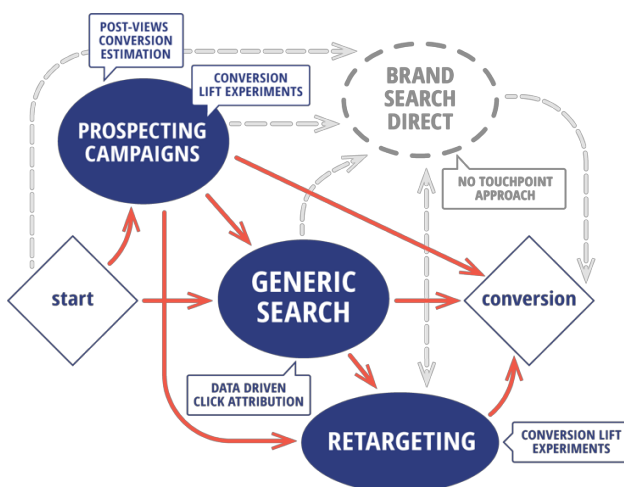 POST-VIEWS
CONVERSION
ESTIMATION
CONVERSION
LIFT EXPERIMENTS
PROSPECTING
CAMPAIGNS
BRAND
SEARCH
DIRECT
NO TOUCHPOINT
APPROACH
start
GENERIC
SEARCH
conversion
DATA DRIVEN
CLICK ATTRIBUTION
RETARGETING
CONVERSION LIFT
EXPERIMENTS